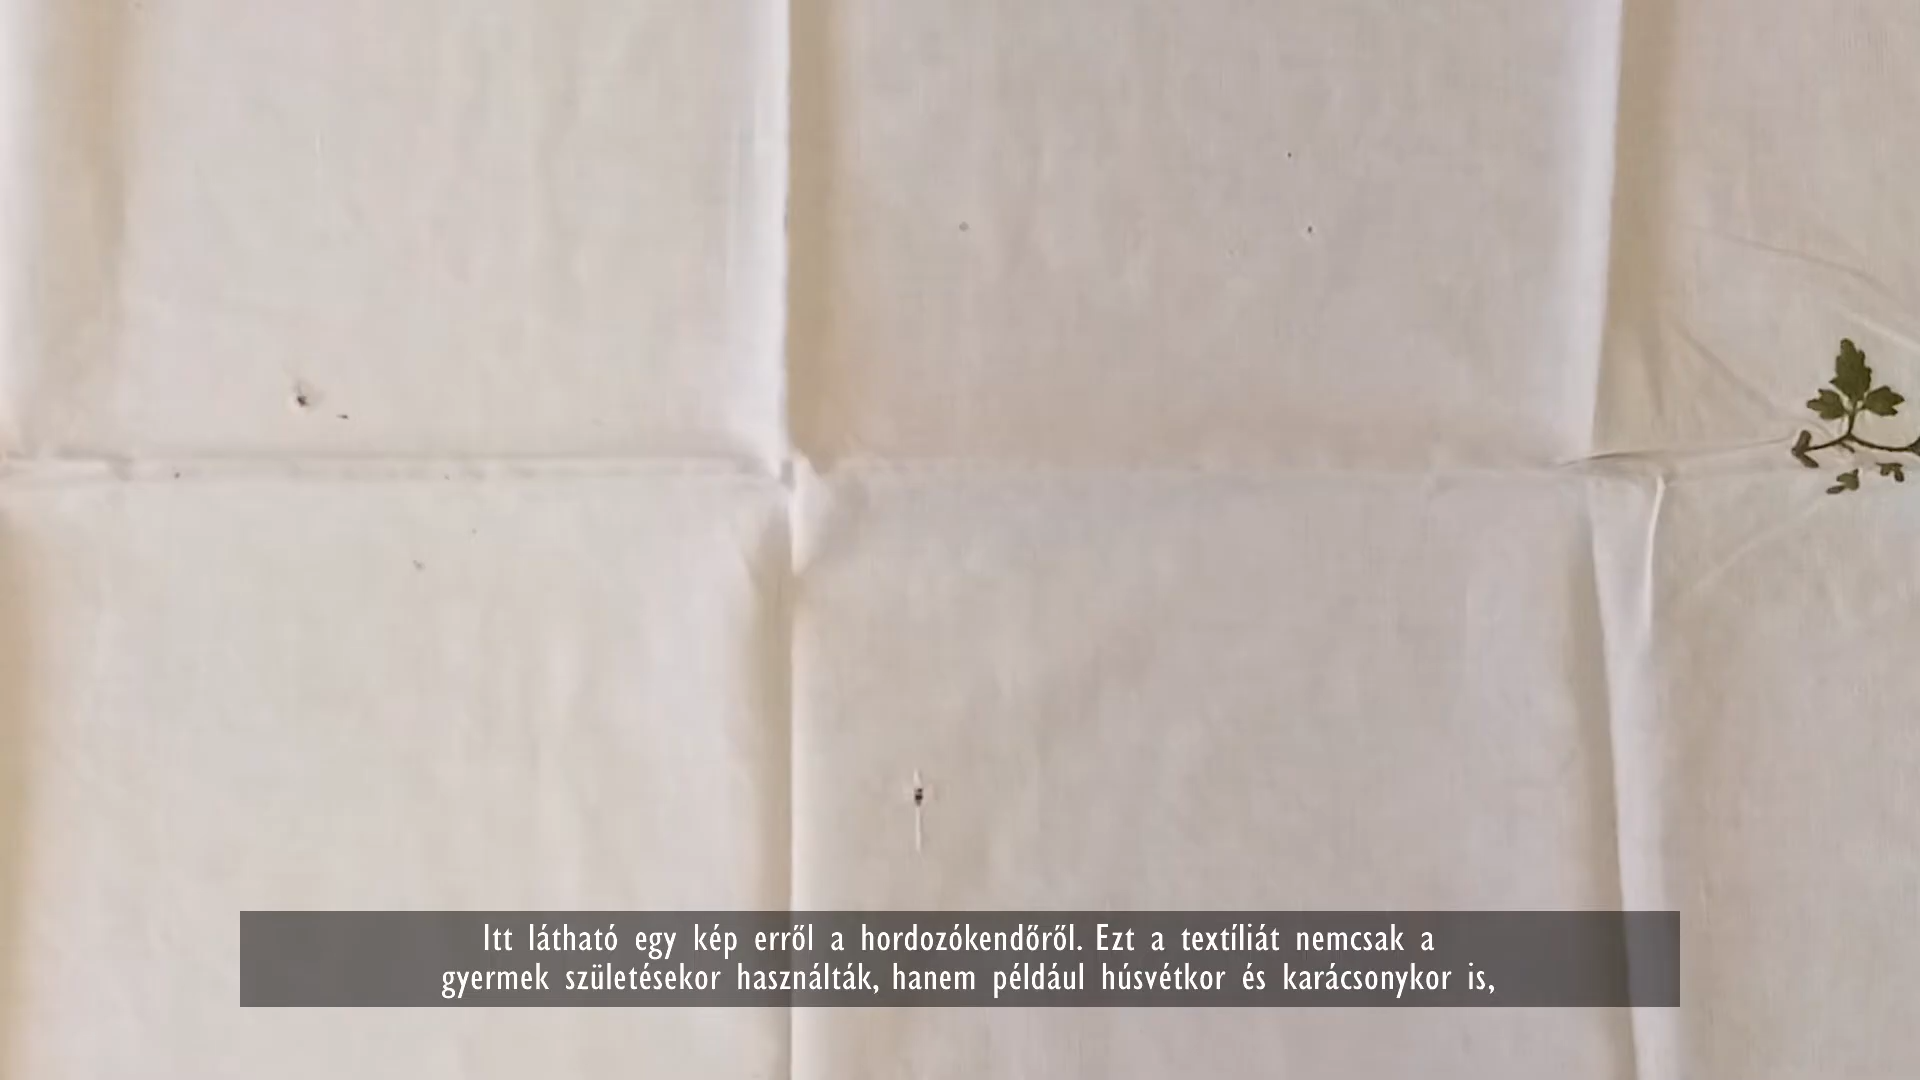 Itt látható egy kép erről a hordozókendőről. Ezt a textíliát nemcsak a
gyermek születésekor használták, hanem például húsvétkor és karácsonykor is,